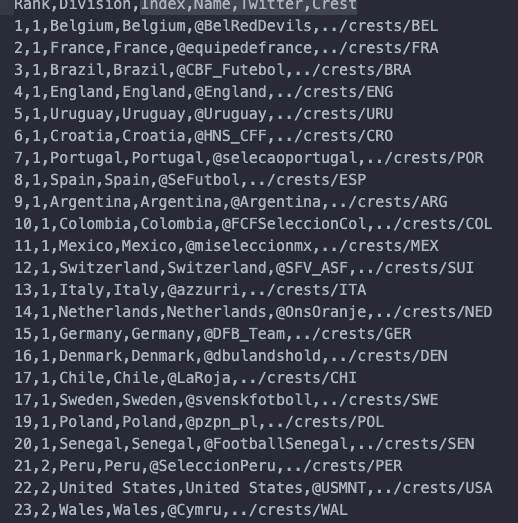 Rank,Division,Index,Name,Twitter,Crest
1,1,Belgium,Belgium,@BelRedDevils,../crests/BEL
2,1,France,France,@equipedefrance,../crests/FRA
3,1,Brazil,Brazil,@CBF_Futebol,../crests/BRA
4,1,England,England,@England,../crests/ENG
5,1,Uruguay,Uruguay,@Uruguay,../crests/URU
6,1,Croatia,Croatia,@HNS_CFF,../crests/CRO
7,1,Portugal,Portugal,@selecaoportugal,../crests/POR
8,1,Spain,Spain,@SeFutbol,../crests/ESP
9,1,Argentina,Argentina,@Argentina,../crests/ARG
10,1,Colombia,Colombia,@FCFSeleccionCol,../crests/COL
11,1,Mexico,Mexico,@miseleccionmx,../crests/MEX
12,1,Switzerland,Switzerland,@SFV_ASF,../crests/SUI
13,1,Italy,Italy,@azzurri,../crests/ITA
14,1,Netherlands,Netherlands,@OnsOranje,../crests/NED
15,1,Germany,Germany,@DFB_Team,../crests/GER
16,1,Denmark,Denmark,@dbulandshold,../crests/DEN
17,1,Chile,Chile,@LaRoja,../crests/CHI
17,1,Sweden,Sweden,@svenskfotboll,../crests/SWE
19,1,Poland,Poland,@pzpn_pl,../crests/POL
20,1,Senegal,Senegal,@FootballSenegal,../crests/SEN
21,2,Peru,Peru,@SeleccionPeru,../crests/PER
22,2,United States,United States,@USMNT,../crests/USA
23,2,Wales,Wales,@Cymru,../crests/WAL